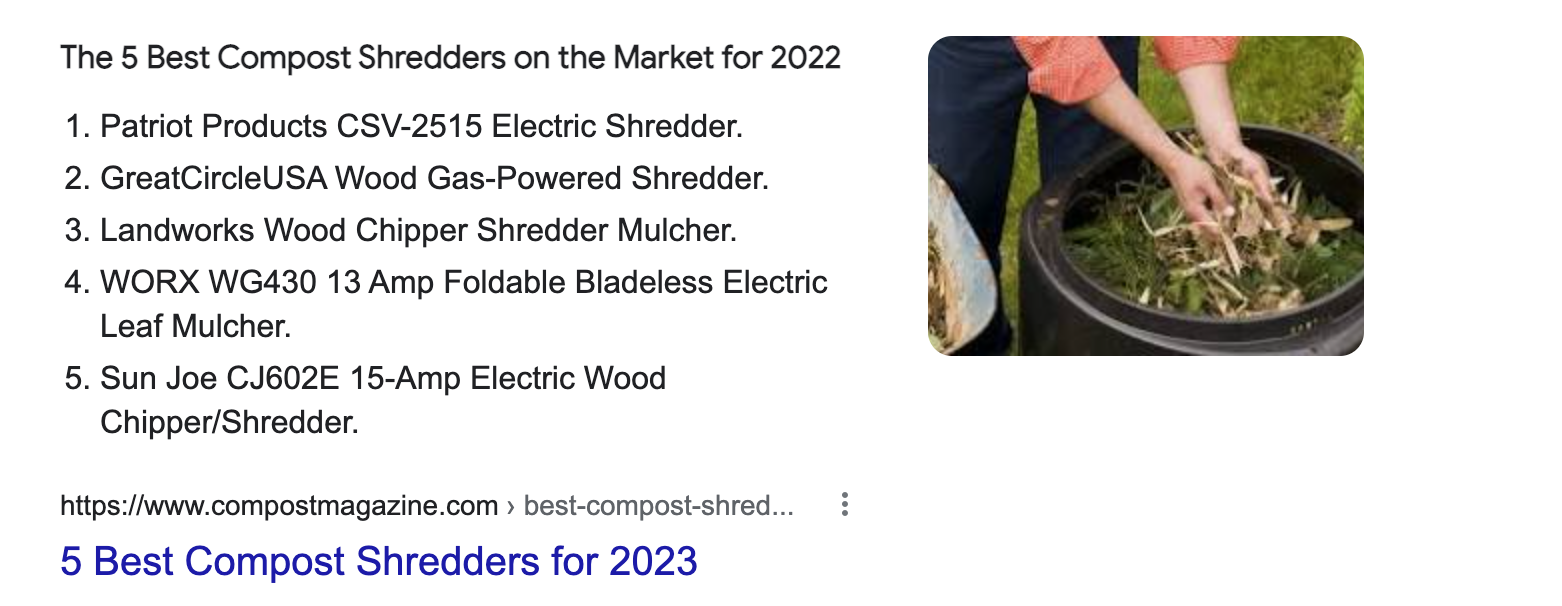 The 5 Best Compost Shredders on the Market for 2022
1. Patriot Products CSV-2515 Electric Shredder.
2. GreatCircleUSA Wood Gas-Powered Shredder.
3. Landworks Wood Chipper Shredder Mulcher.
4. WORX WG430 13 Amp Foldable Bladeless Electric
Leaf Mulcher.
5. Sun Joe CJ602E 15-Amp Electric Wood
Chipper/Shredder.
https://www.compostmagazine.com › best-compost-shred...
5 Best Compost Shredders for 2023